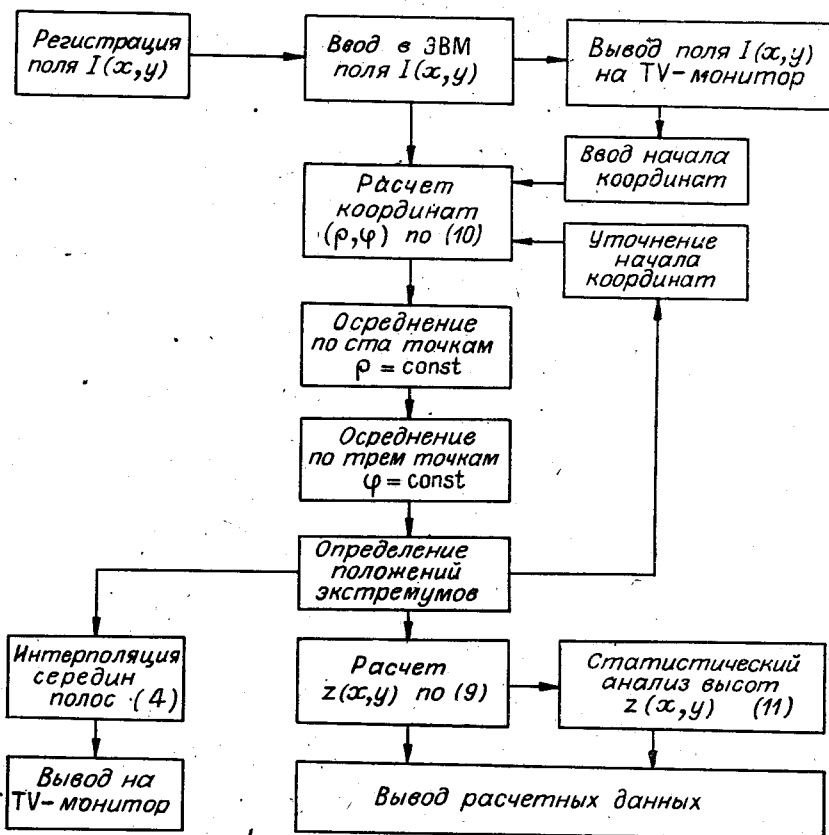 Регистрация
поля I(x,y)
Ввод в ЭВМ
поля I(x,y)
Вывод поля I(x,y)
на TV-монитор
Ввод начала
координат
Расчет
координат
(ρ,φ) по (10)
Уточнение
начала
координат
Осреднение
по ста точкам
ρ = const
Осреднение
по трем точкам
φ = const
Определение
положений
экстремумов
Интерполяция
середин
полос (4)
Расчет
z(x,y) по (9)
Статистический
анализ высот
z(x,y) (11)
Вывод на
TV-монитор
Вывод расчетных данных